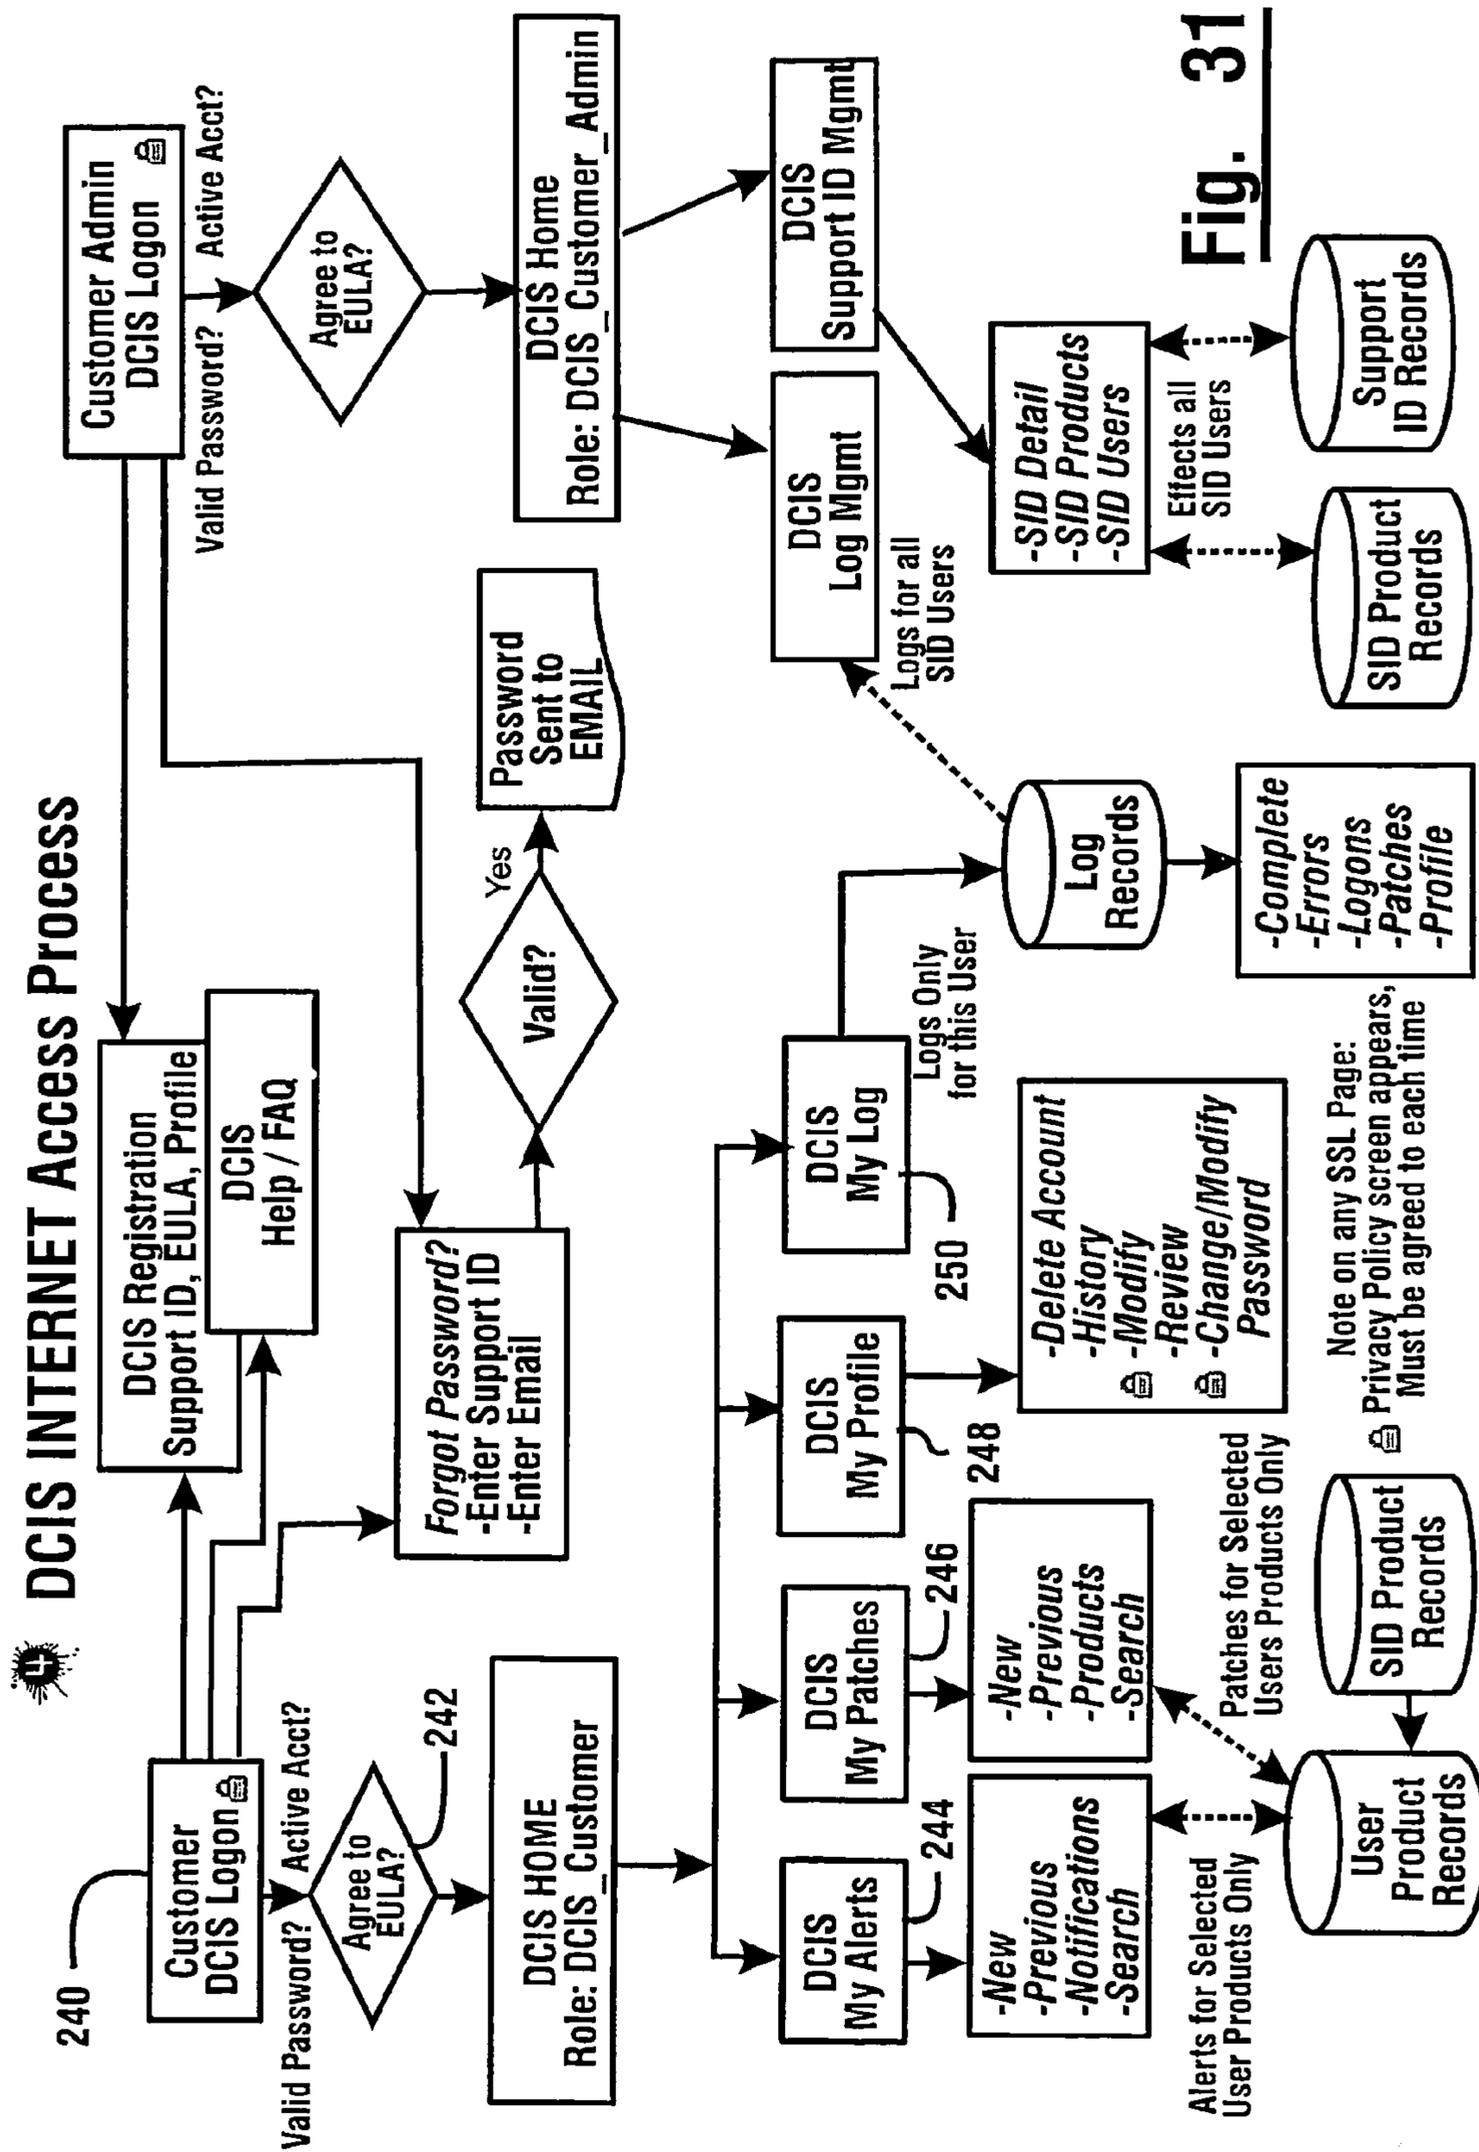 4
DCIS INTERNET Access Process
240
Customer
DCIS Logon
Valid Password?
Active Acct?
Agree to
EULA?
242
DCIS HOME
Role: DCIS_Customer
DCIS Registration
Support ID, EULA, Profile
DCIS
Help / FAQ
Forgot Password?
-Enter Support ID
-Enter Email
Valid?
Yes
Password
Sent to
EMAIL
Customer Admin
DCIS Logon
Valid Password?
Active Acct?
Agree to
EULA?
DCIS Home
Role: DCIS_Customer_Admin
DCIS
My Alerts
244
DCIS
My Patches
246
DCIS
My Profile
248
DCIS
My Log
250
DCIS
Log Mgmt
DCIS
Support ID Mgmt
-New
-Previous
-Notifications
-Search
-New
-Previous
-Products
-Search
-Delete Account
-History
-Modify
-Review
-Change/Modify
Password
Logs Only
for this User
Log
Records
Logs for all
SID Users
-SID Detail
-SID Products
-SID Users
Alerts for Selected
User Products Only
Patches for Selected
Users Products Only
User
Product
Records
SID Product
Records
Note on any SSL Page:
Privacy Policy screen appears,
Must be agreed to each time
-Complete
-Errors
-Logons
-Patches
-Profile
Effects all
SID Users
SID Product
Records
Support
ID Records
Fig. 31